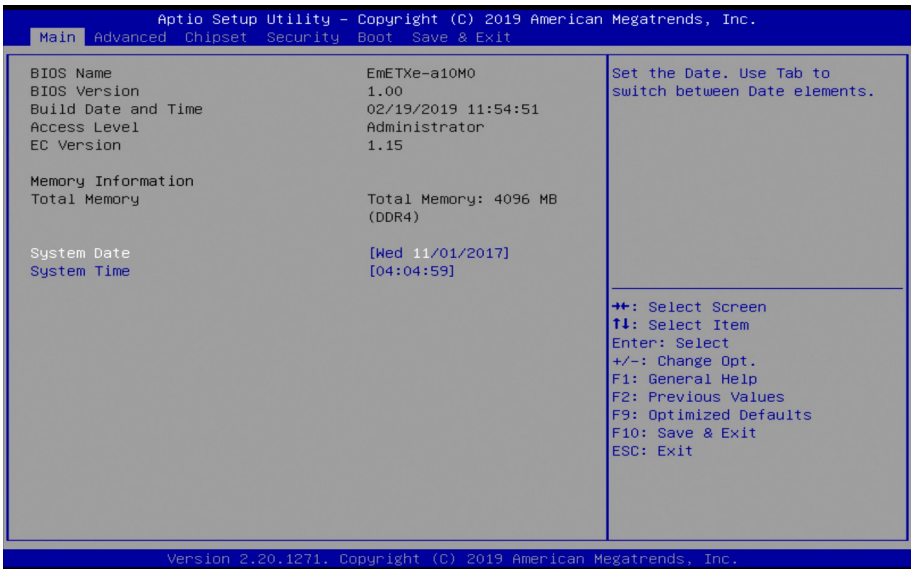 Aptio Setup Utility – Copyright (C) 2019 American Megatrends, Inc.
Main Advanced Chipset Security Boot Save & Exit
BIOS Name EmETXe-a10M0
BIOS Version 1.00
Build Date and Time 02/19/2019 11:54:51
Access Level Administrator
EC Version 1.15
Memory Information
Total Memory Total Memory: 4096 MB
(DDR4)
System Date [Wed 11/01/2017]
System Time [04:04:59]
Set the Date. Use Tab to
switch between Date elements.
→←: Select Screen
↑↓: Select Item
Enter: Select
+/-: Change Opt.
F1: General Help
F2: Previous Values
F9: Optimized Defaults
F10: Save & Exit
ESC: Exit
Version 2.20.1271. Copyright (C) 2019 American Megatrends, Inc.